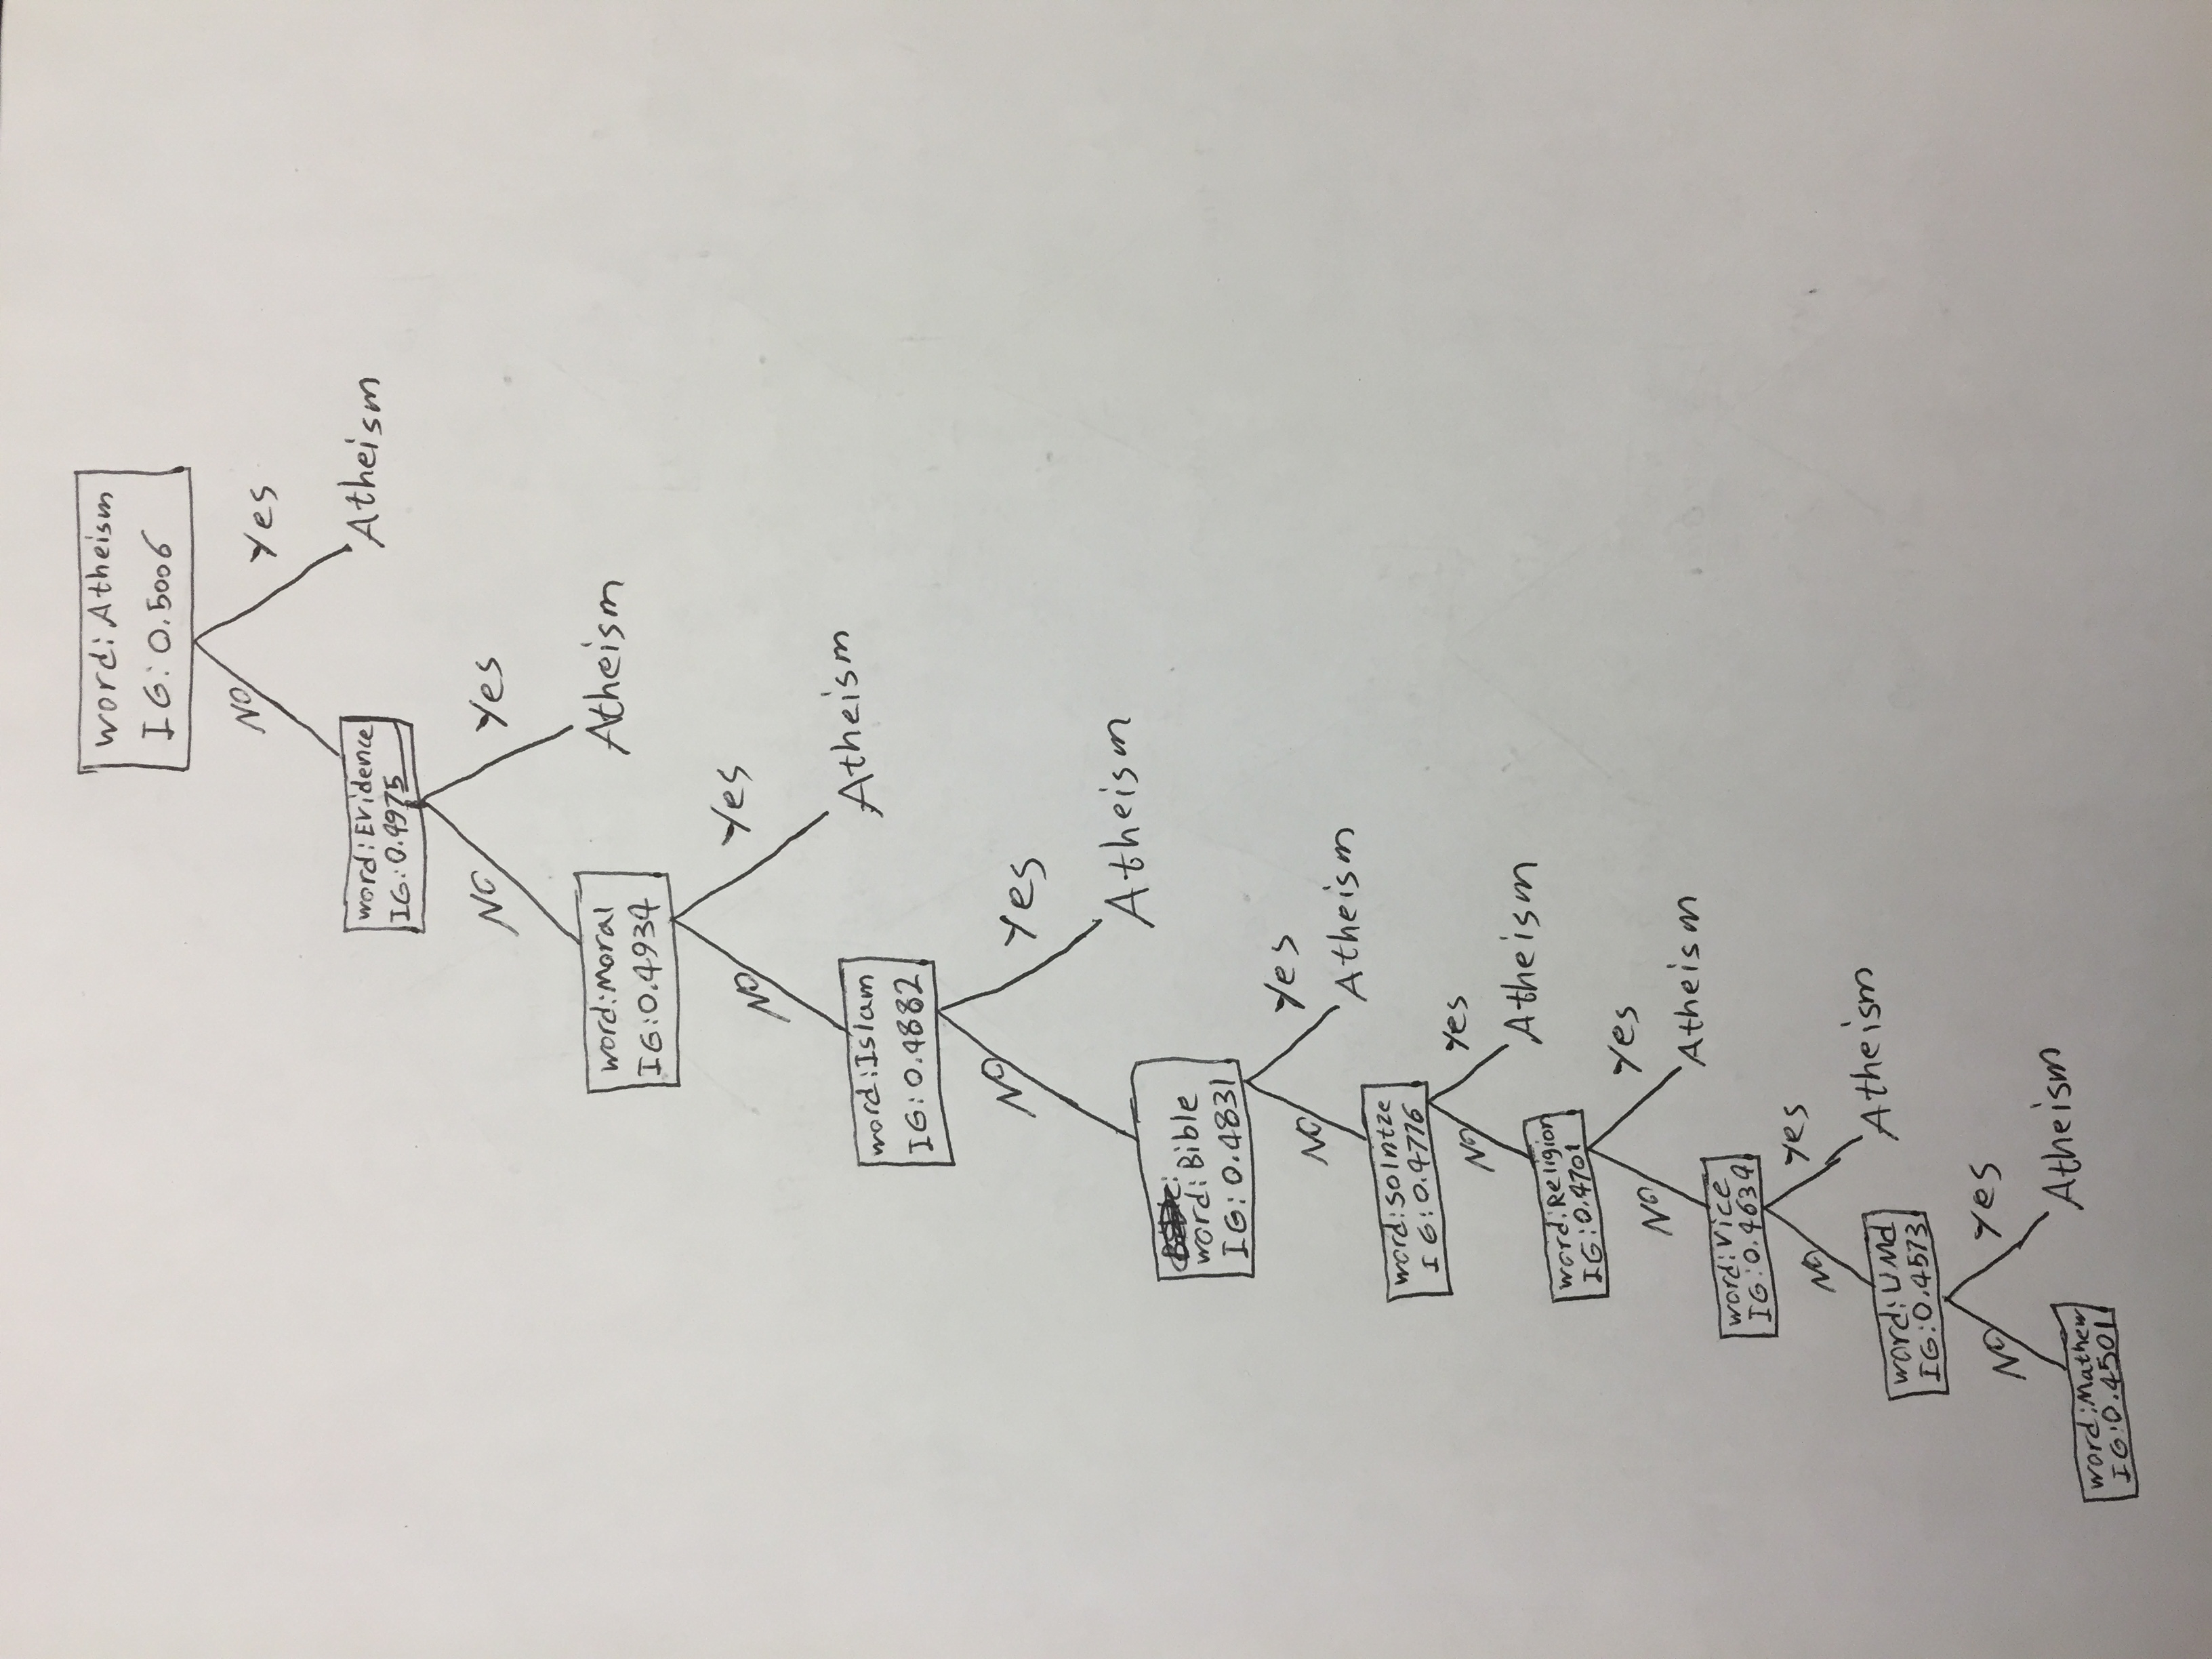 word: Atheism
IG: 0.5006
NO
Yes
Atheism
word: Evidence
IG: 0.4975
NO
Yes
Atheism
word: Moral
IG: 0.4934
NO
Yes
Atheism
word: Islam
IG: 0.4882
NO
Yes
Atheism
word: Bible
IG: 0.4831
NO
Yes
Atheism
word: solntze
IG: 0.4776
NO
Yes
Atheism
word: Religion
IG: 0.4701
NO
Yes
Atheism
word: Vice
IG: 0.4634
NO
Yes
Atheism
word: UMd
IG: 0.4573
NO
Yes
Atheism
word: Mathew
IG: 0.4501